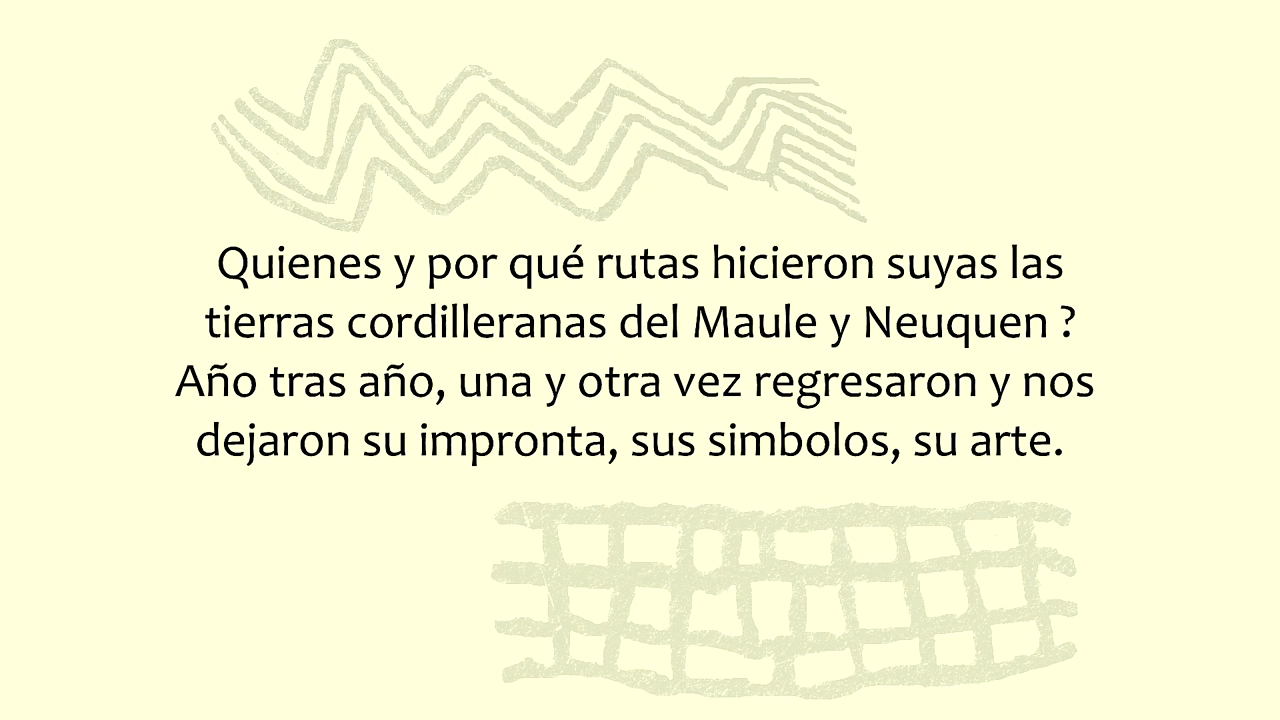 Quienes y por qué rutas hicieron suyas las
tierras cordilleranas del Maule y Neuquen ?
Año tras año, una y otra vez regresaron y nos
dejaron su impronta, sus simbolos, su arte.